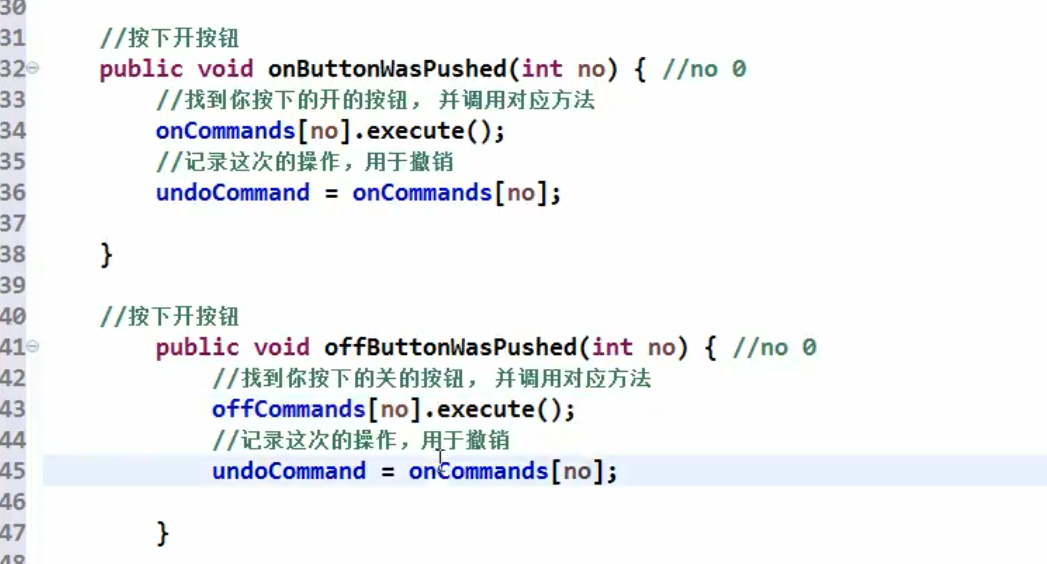 30
31 //按下开按钮
32 public void onButtonWasPushed(int no) { //no 0
33 //找到你按下的开的按钮， 并调用对应方法
34 onCommands[no].execute();
35 //记录这次的操作，用于撤销
36 undoCommand = onCommands[no];
37
38 }
39
40 //按下开按钮
41 public void offButtonWasPushed(int no) { //no 0
42 //找到你按下的关的按钮， 并调用对应方法
43 offCommands[no].execute();
44 //记录这次的操作，用于撤销
45 undoCommand = onCommands[no];
46
47 }
48